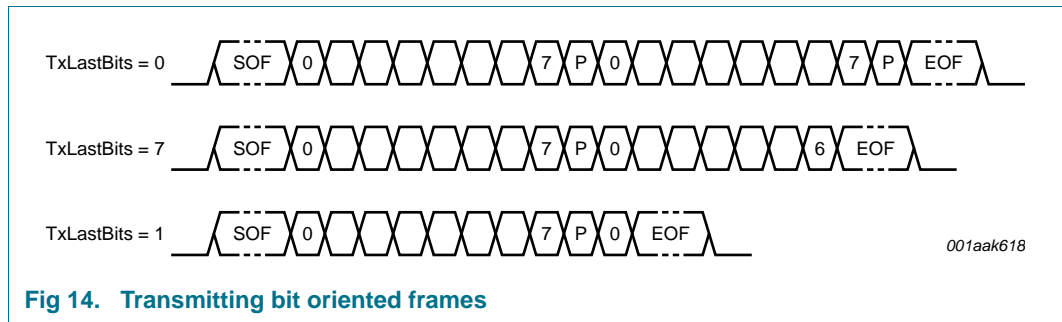 TxLastBits = 0 SOF 0 7 P 0 7 P EOF
TxLastBits = 7 SOF 0 7 P 0 6 EOF
TxLastBits = 1 SOF 0 7 P 0 EOF
001aak618
Fig 14. Transmitting bit oriented frames